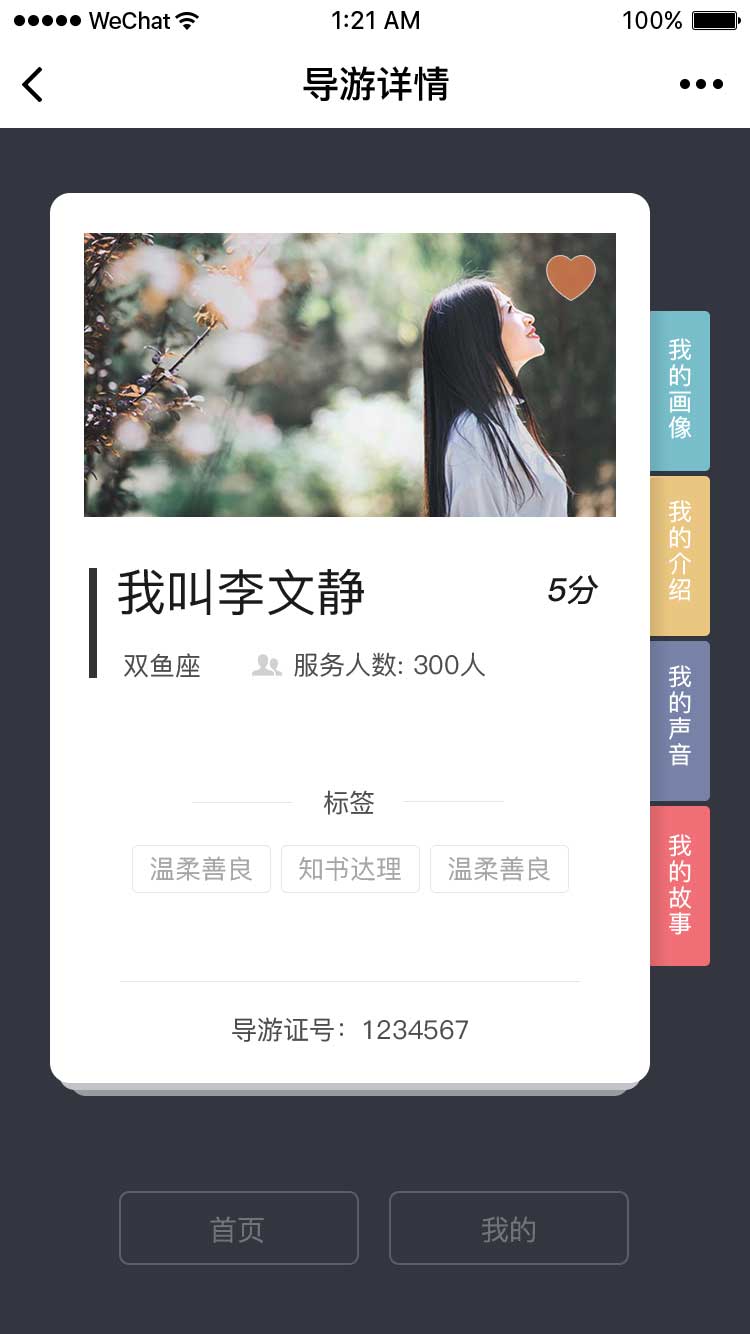 WeChat 1:21 AM 100%
导游详情
我的画像
我的介绍
我的声音
我的故事
我叫李文静 5分
双鱼座 服务人数: 300人
标签
温柔善良 知书达理 温柔善良
导游证号：1234567
首页 我的